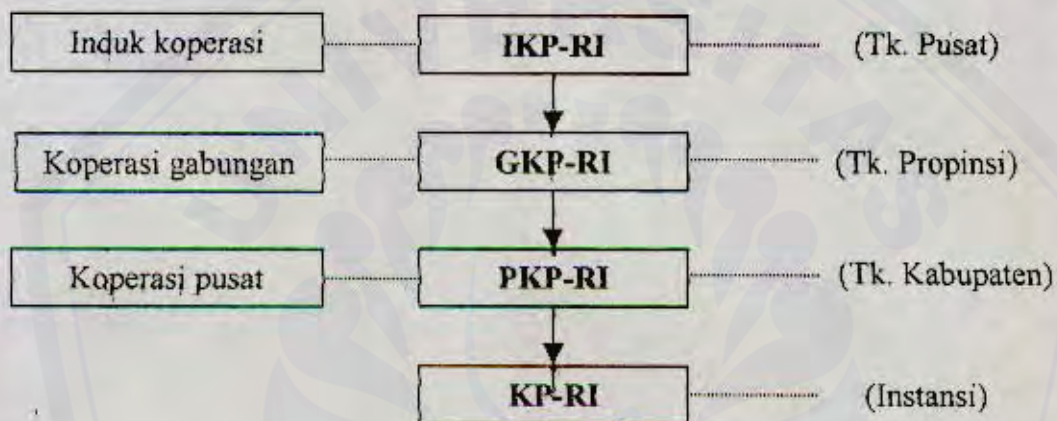 Induk koperasi IKP-RI (Tk. Pusat)
Koperasi gabungan GKP-RI (Tk. Propinsi)
Koperasi pusat PKP-RI (Tk. Kabupaten)
KP-RI (Instansi)